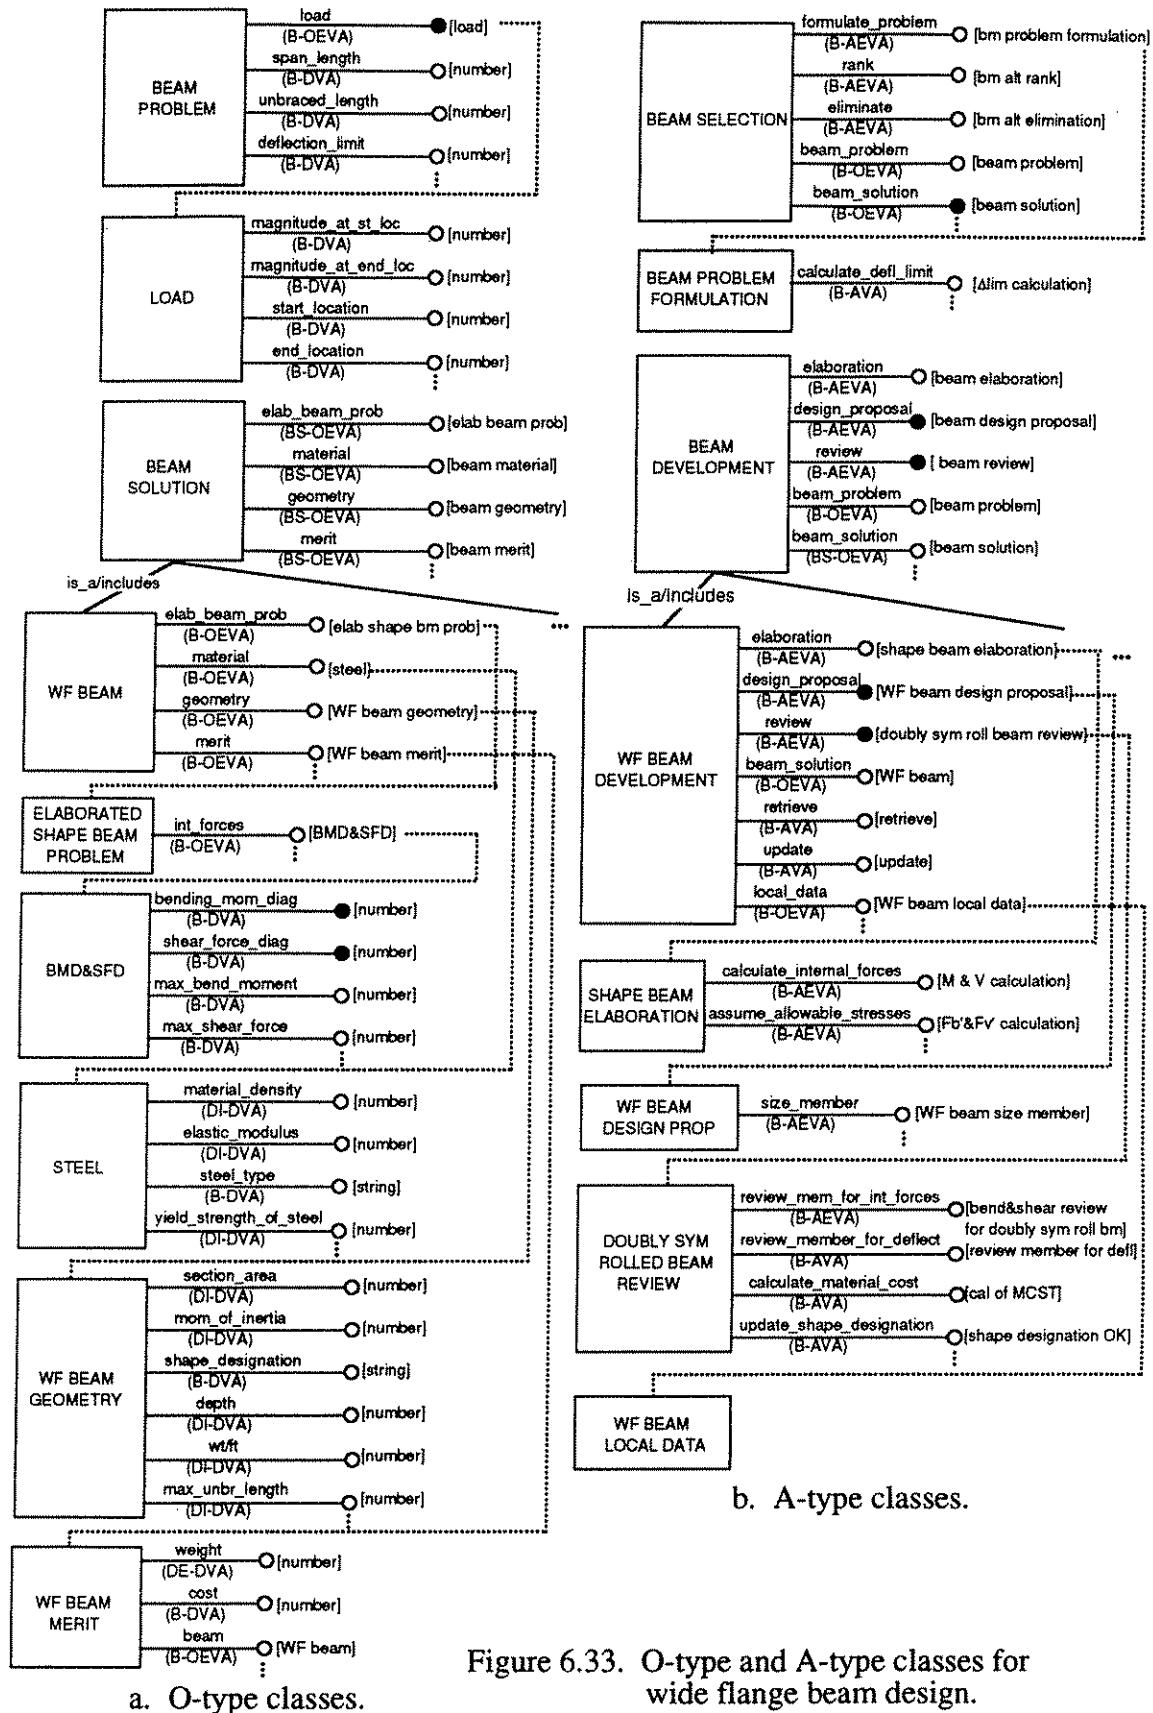 BEAM
PROBLEM
load
(B-OEVA)
[load]
span_length
(B-DVA)
[number]
unbraced_length
(B-DVA)
[number]
deflection_limit
(B-DVA)
[number]
LOAD
magnitude_at_st_loc
(B-DVA)
[number]
magnitude_at_end_loc
(B-DVA)
[number]
start_location
(B-DVA)
[number]
end_location
(B-DVA)
[number]
BEAM
SOLUTION
elab_beam_prob
(BS-OEVA)
[elab beam prob]
material
(BS-OEVA)
[beam material]
geometry
(BS-OEVA)
[beam geometry]
merit
(BS-OEVA)
[beam merit]
is_a/includes
WF BEAM
elab_beam_prob
(B-OEVA)
[elab shape bm prob]
material
(B-OEVA)
[steel]
geometry
(B-OEVA)
[WF beam geometry]
merit
(B-OEVA)
[WF beam merit]
ELABORATED
SHAPE BEAM
PROBLEM
int_forces
(B-OEVA)
[BMD&SFD]
BMD&SFD
bending_mom_diag
(B-DVA)
[number]
shear_force_diag
(B-DVA)
[number]
max_bend_moment
(B-DVA)
[number]
max_shear_force
(B-DVA)
[number]
STEEL
material_density
(DI-DVA)
[number]
elastic_modulus
(DI-DVA)
[number]
steel_type
(B-DVA)
[string]
yield_strength_of_steel
(DI-DVA)
[number]
WF BEAM
GEOMETRY
section_area
(DI-DVA)
[number]
mom_of_inertia
(DI-DVA)
[number]
shape_designation
(B-DVA)
[string]
depth
(DI-DVA)
[number]
wt/ft
(DI-DVA)
[number]
max_unbr_length
(DI-DVA)
[number]
WF BEAM
MERIT
weight
(DE-DVA)
[number]
cost
(B-DVA)
[number]
beam
(B-OEVA)
[WF beam]
a. O-type classes.
BEAM SELECTION
formulate_problem
(B-AEVA)
[bm problem formulation]
rank
(B-AEVA)
[bm alt rank]
eliminate
(B-AEVA)
[bm alt elimination]
beam_problem
(B-OEVA)
[beam problem]
beam_solution
(B-OEVA)
[beam solution]
BEAM PROBLEM
FORMULATION
calculate_defl_limit
(B-AVA)
[Δlim calculation]
BEAM
DEVELOPMENT
elaboration
(B-AEVA)
[beam elaboration]
design_proposal
(B-AEVA)
[beam design proposal]
review
(B-AEVA)
[ beam review]
beam_problem
(B-OEVA)
[beam problem]
beam_solution
(BS-OEVA)
[beam solution]
is_a/includes
WF BEAM
DEVELOPMENT
elaboration
(B-AEVA)
[shape beam elaboration]
design_proposal
(B-AEVA)
[WF beam design proposal]
review
(B-AEVA)
[doubly sym roll beam review]
beam_solution
(B-OEVA)
[WF beam]
retrieve
(B-AVA)
[retrieve]
update
(B-AVA)
[update]
local_data
(B-OEVA)
[WF beam local data]
SHAPE BEAM
ELABORATION
calculate_internal_forces
(B-AEVA)
[M & V calculation]
assume_allowable_stresses
(B-AEVA)
[Fb'&Fv' calculation]
WF BEAM
DESIGN PROP
size_member
(B-AEVA)
[WF beam size member]
DOUBLY SYM
ROLLED BEAM
REVIEW
review_mem_for_int_forces
(B-AEVA)
[bend&shear review
for doubly sym roll bm]
review_member_for_deflect
(B-AVA)
[review member for defl]
calculate_material_cost
(B-AVA)
[cal of MCST]
update_shape_designation
(B-AVA)
[shape designation OK]
WF BEAM
LOCAL DATA
b. A-type classes.
Figure 6.33. O-type and A-type classes for
wide flange beam design.